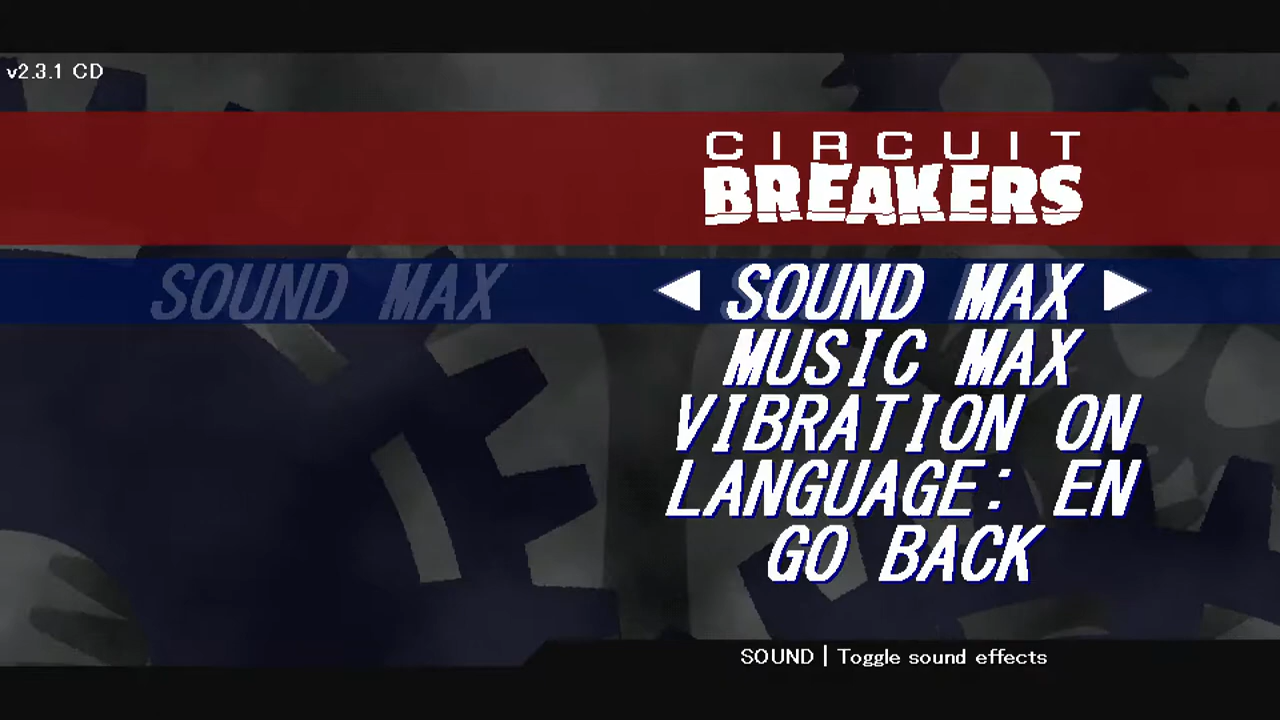 v2.3.1 CD
CIRCUIT
BREAKERS
SOUND MAX
SOUND MAX
MUSIC MAX
VIBRATION ON
LANGUAGE: EN
GO BACK
SOUND | Toggle sound effects